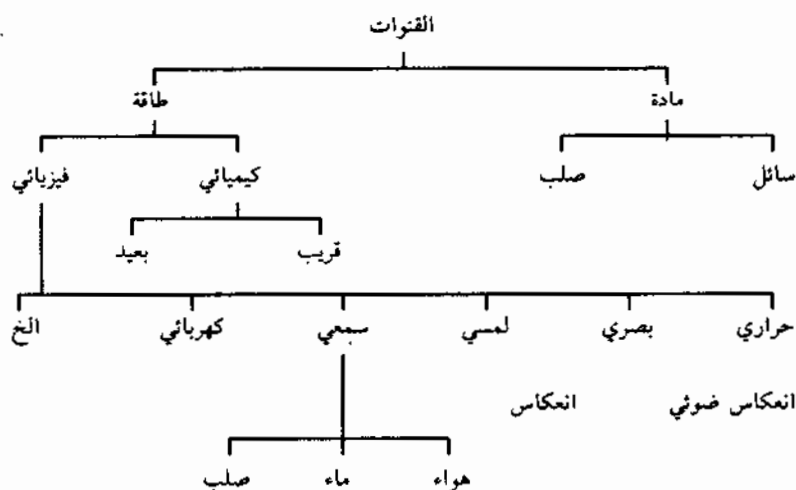 القنوات
مادة طاقة
سائل صلب كيميائي فيزيائي
قريب بعيد
حراري بصري لمسي سمعي كهربائي الخ
انعكاس ضوئي انعكاس
هواء ماء صلب